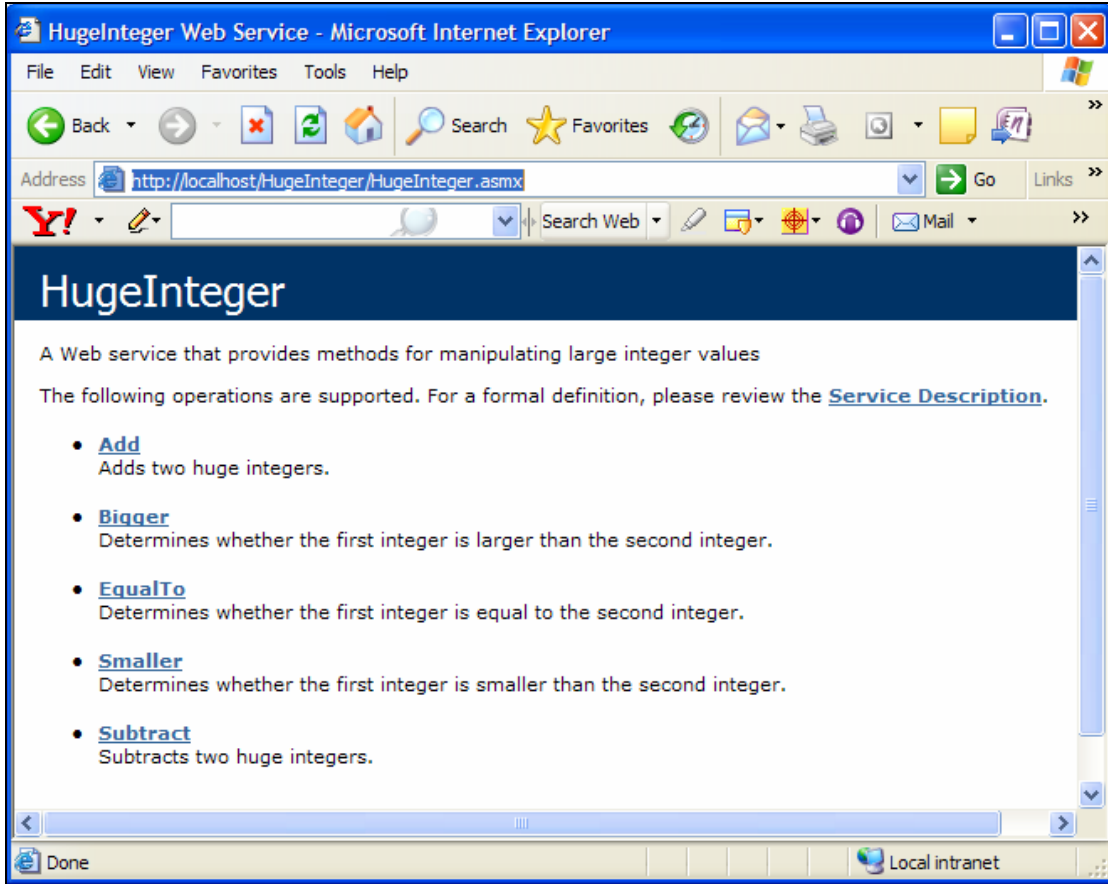 HugeInteger Web Service - Microsoft Internet Explorer
File Edit View Favorites Tools Help
Back Search Favorites »
Address http://localhost/HugeInteger/HugeInteger.asmx Go Links »
Y! Search Web Mail »
HugeInteger
A Web service that provides methods for manipulating large integer values
The following operations are supported. For a formal definition, please review the Service Description.
• Add
Adds two huge integers.
• Bigger
Determines whether the first integer is larger than the second integer.
• EqualTo
Determines whether the first integer is equal to the second integer.
• Smaller
Determines whether the first integer is smaller than the second integer.
• Subtract
Subtracts two huge integers.
Done Local intranet